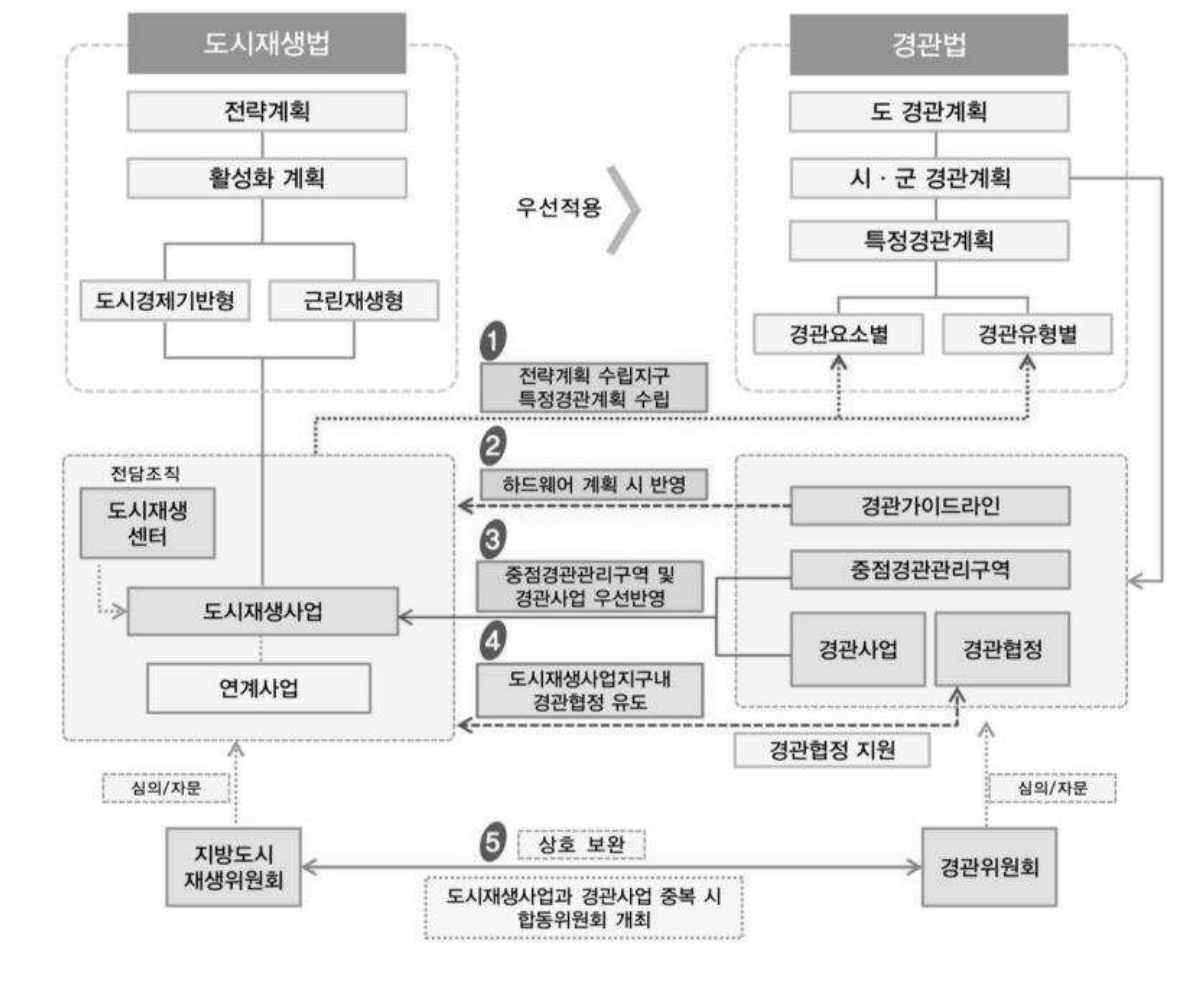 도시재생법
전략계획
활성화 계획
도시경제기반형
근린재생형
우선적용
경관법
도 경관계획
시 · 군 경관계획
특정경관계획
경관요소별
경관유형별
1
전략계획 수립지구
특정경관계획 수립
2
하드웨어 계획 시 반영
3
중점경관관리구역 및
경관사업 우선반영
4
도시재생사업지구내
경관협정 유도
전담조직
도시재생
센터
도시재생사업
연계사업
경관가이드라인
중점경관관리구역
경관사업
경관협정
경관협정 지원
심의/자문
심의/자문
지방도시
재생위원회
5
상호 보완
도시재생사업과 경관사업 중복 시
합동위원회 개최
경관위원회